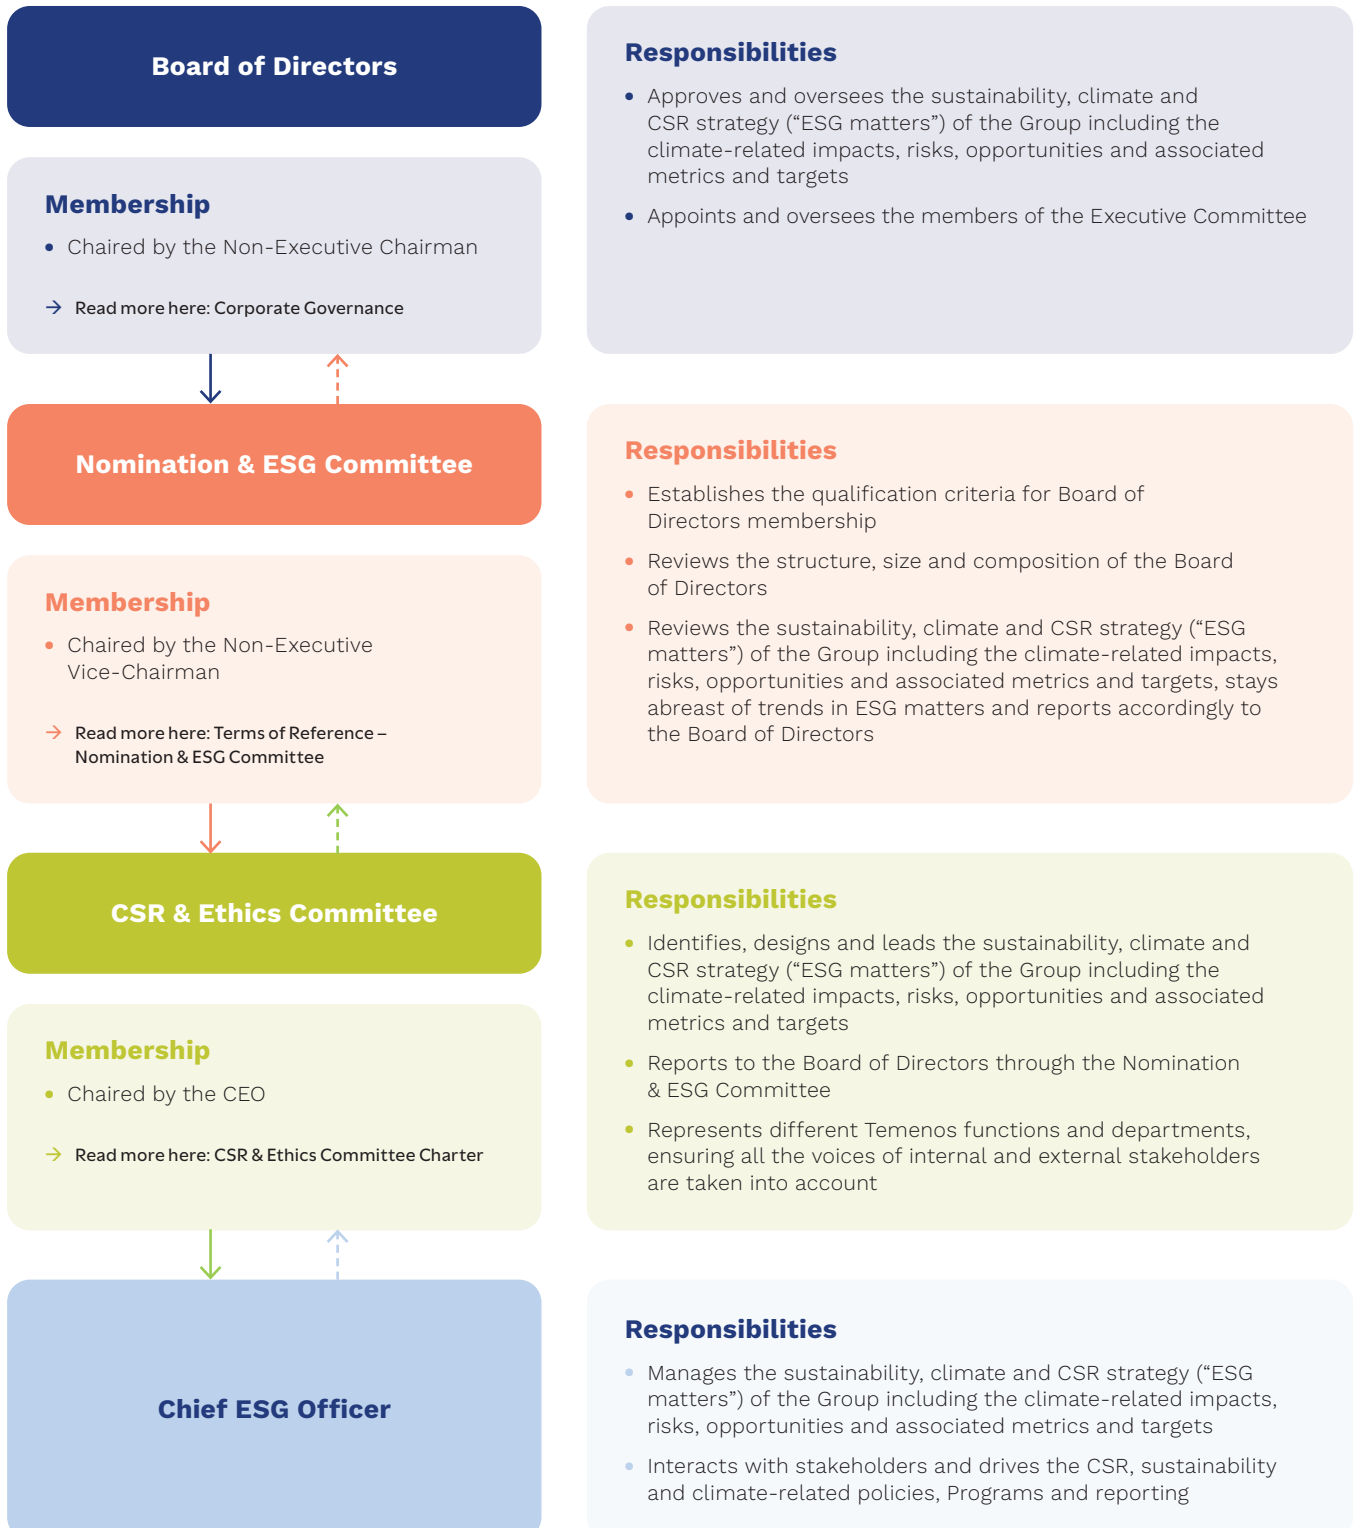 Board of Directors
Membership
• Chaired by the Non-Executive Chairman
→ Read more here: Corporate Governance
Responsibilities
• Approves and oversees the sustainability, climate and
CSR strategy (“ESG matters”) of the Group including the
climate-related impacts, risks, opportunities and associated
metrics and targets
• Appoints and oversees the members of the Executive Committee
Nomination & ESG Committee
Membership
• Chaired by the Non-Executive
Vice-Chairman
→ Read more here: Terms of Reference –
Nomination & ESG Committee
Responsibilities
• Establishes the qualification criteria for Board of
Directors membership
• Reviews the structure, size and composition of the Board
of Directors
• Reviews the sustainability, climate and CSR strategy (“ESG
matters”) of the Group including the climate-related impacts,
risks, opportunities and associated metrics and targets, stays
abreast of trends in ESG matters and reports accordingly to
the Board of Directors
CSR & Ethics Committee
Membership
• Chaired by the CEO
→ Read more here: CSR & Ethics Committee Charter
Responsibilities
• Identifies, designs and leads the sustainability, climate and
CSR strategy (“ESG matters”) of the Group including the
climate-related impacts, risks, opportunities and associated
metrics and targets
• Reports to the Board of Directors through the Nomination
& ESG Committee
• Represents different Temenos functions and departments,
ensuring all the voices of internal and external stakeholders
are taken into account
Chief ESG Officer
Responsibilities
• Manages the sustainability, climate and CSR strategy (“ESG
matters”) of the Group including the climate-related impacts,
risks, opportunities and associated metrics and targets
• Interacts with stakeholders and drives the CSR, sustainability
and climate-related policies, Programs and reporting